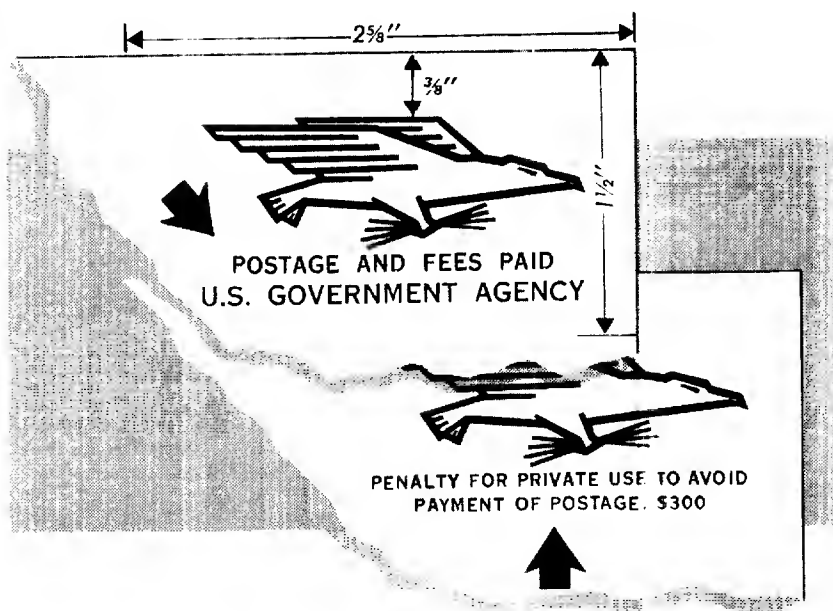 2⅝"
⅜"
1½"
POSTAGE AND FEES PAID
U.S. GOVERNMENT AGENCY
PENALTY FOR PRIVATE USE TO AVOID
PAYMENT OF POSTAGE. $300